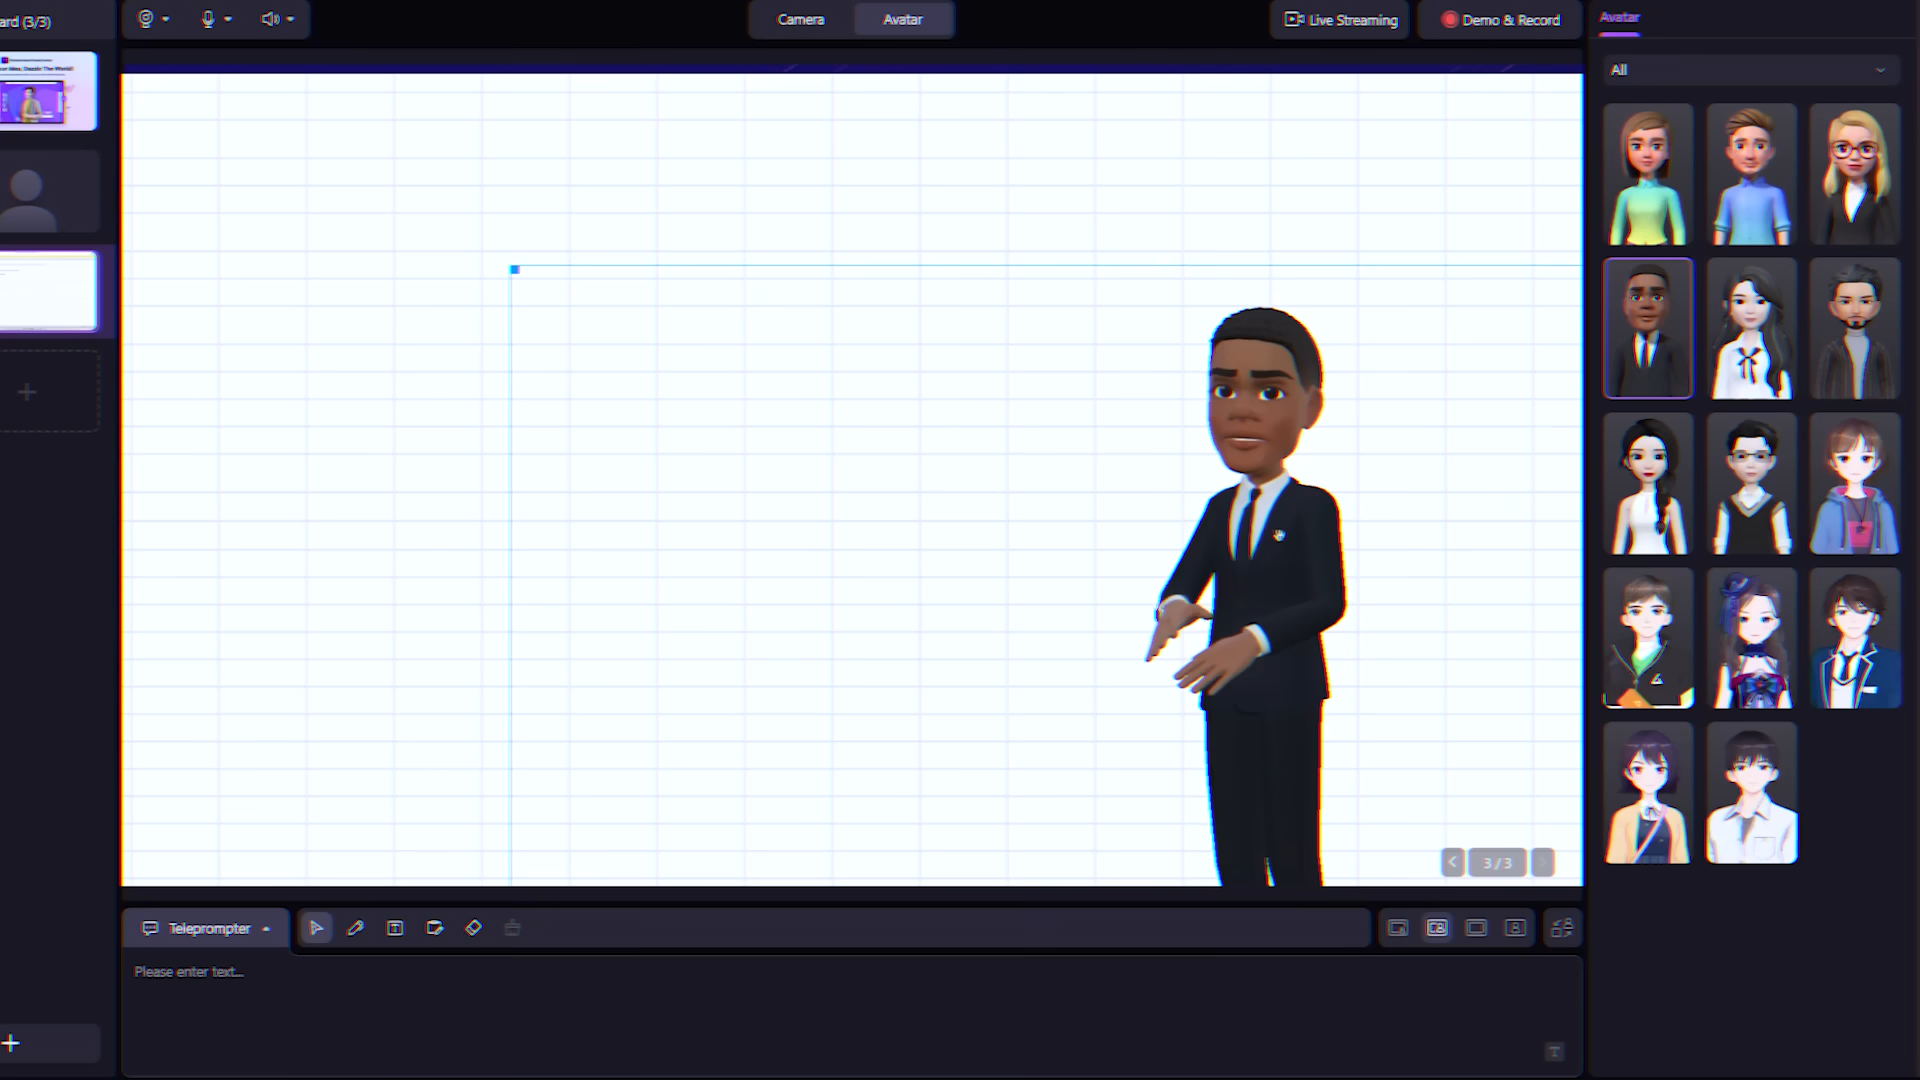 ard (3/3)
Camera
Avatar
Live Streaming
Demo & Record
Avatar
All
3/3
Teleprompter
Please enter text...